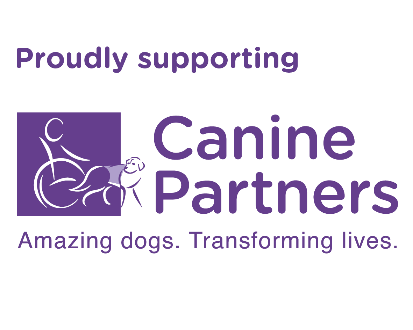 Proudly supporting
Canine
Partners
Amazing dogs. Transforming lives.